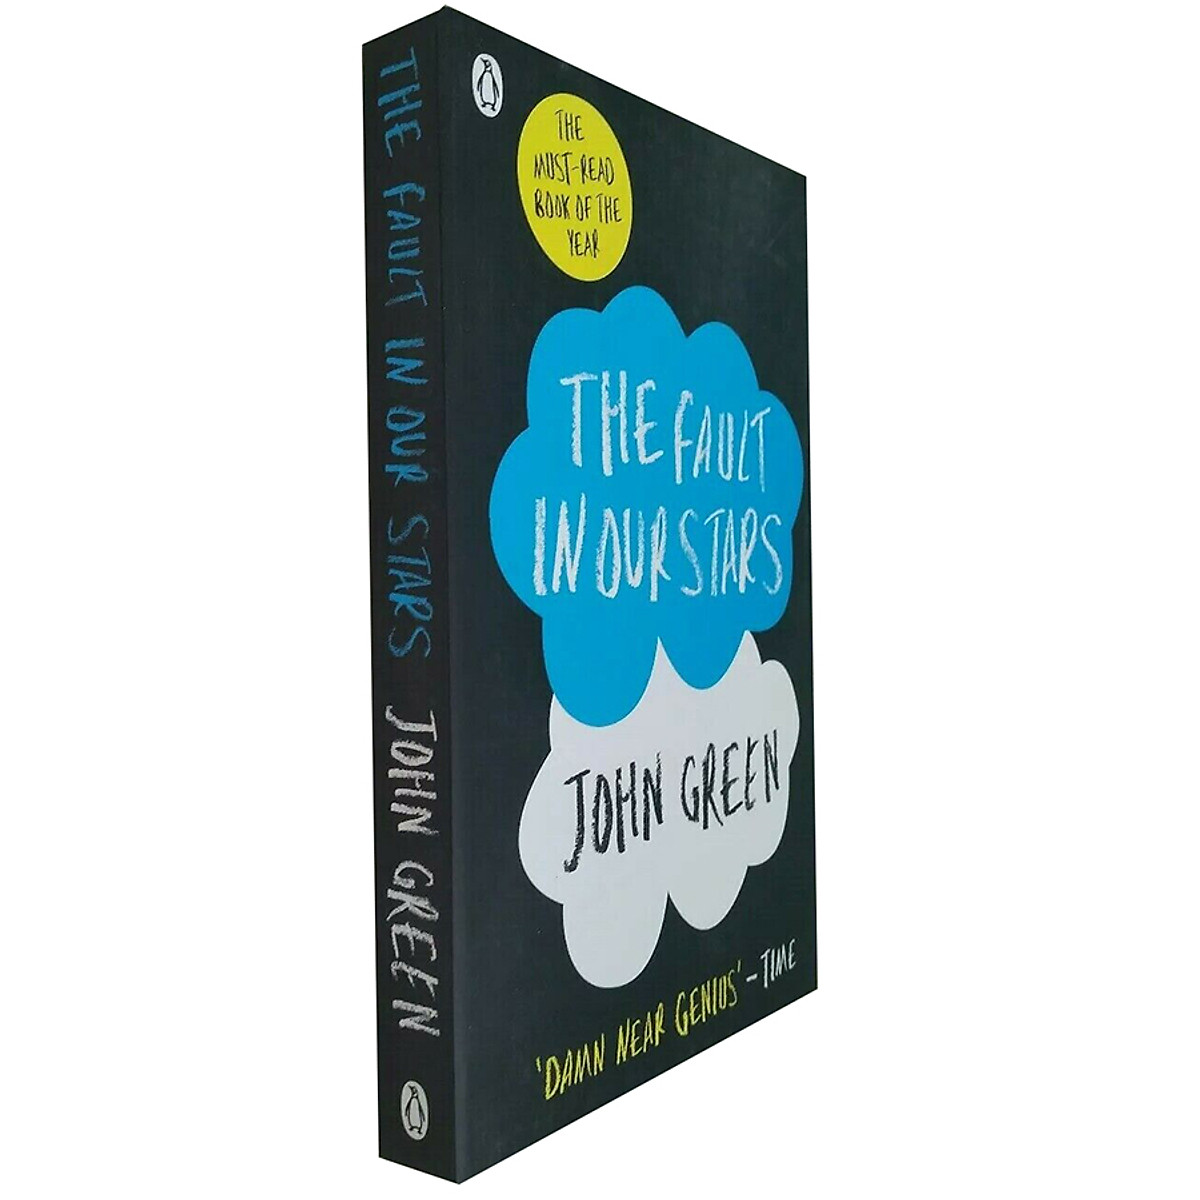 THE FAULT IN OUR STARS JOHN GREEN
THE
MUST-READ
BOOK OF THE
YEAR
THE FAULT
IN OUR STARS
JOHN GREEN
'DAMN NEAR GENIUS' – TIME